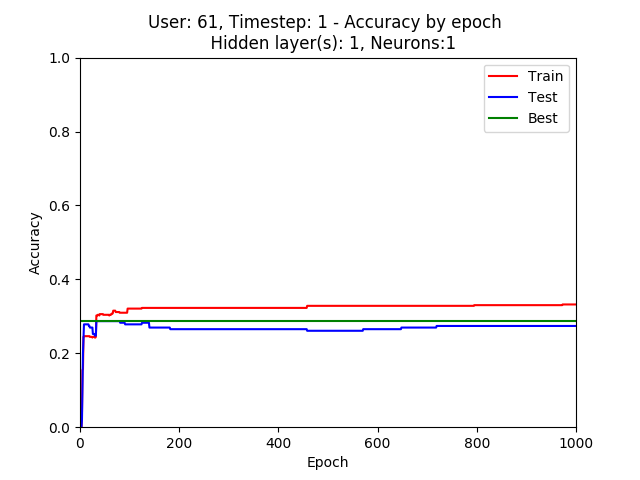 User: 61, Timestep: 1 - Accuracy by epoch
Hidden layer(s): 1, Neurons:1
Train
Test
Best
1.0
0.8
0.6
0.4
0.2
0.0
Accuracy
0 200 400 600 800 1000
Epoch